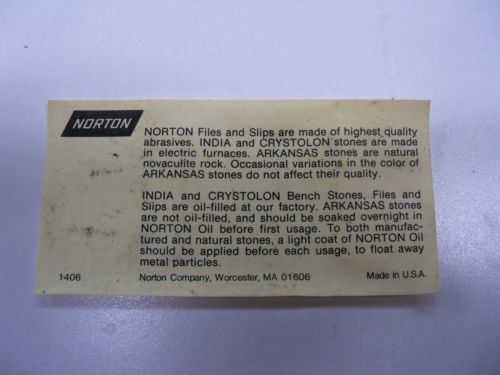 NORTON
NORTON Files and Slips are made of highest quality
abrasives. INDIA and CRYSTOLON stones are made
in electric furnaces. ARKANSAS stones are natural
novaculite rock. Occasional variations in the color of
ARKANSAS stones do not affect their quality.
INDIA and CRYSTOLON Bench Stones, Files and
Slips are oil-filled at our factory. ARKANSAS stones
are not oil-filled, and should be soaked overnight in
NORTON Oil before first usage. To both manufac-
tured and natural stones, a light coat of NORTON Oil
should be applied before each usage, to float away
metal particles.
1406 Norton Company, Worcester, MA 01606 Made in U.S.A.